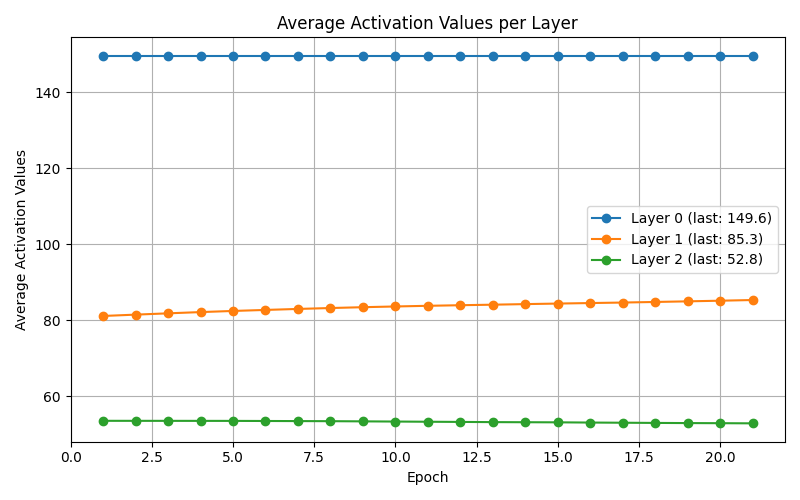 Average Activation Values per Layer
Average Activation Values
140
120
100
80
60
Layer 0 (last: 149.6)
Layer 1 (last: 85.3)
Layer 2 (last: 52.8)
0.0 2.5 5.0 7.5 10.0 12.5 15.0 17.5 20.0
Epoch